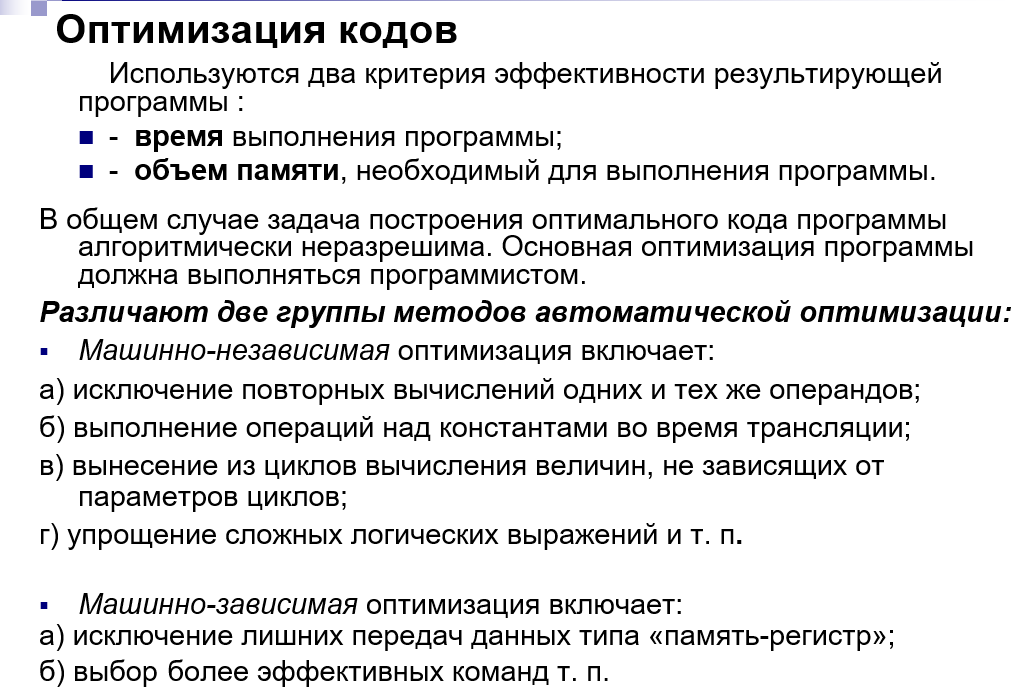 Оптимизация кодов
Используются два критерия эффективности результирующей
программы :
- время выполнения программы;
- объем памяти, необходимый для выполнения программы.
В общем случае задача построения оптимального кода программы
алгоритмически неразрешима. Основная оптимизация программы
должна выполняться программистом.
Различают две группы методов автоматической оптимизации:
Машинно-независимая оптимизация включает:
а) исключение повторных вычислений одних и тех же операндов;
б) выполнение операций над константами во время трансляции;
в) вынесение из циклов вычисления величин, не зависящих от
параметров циклов;
г) упрощение сложных логических выражений и т. п.
Машинно-зависимая оптимизация включает:
а) исключение лишних передач данных типа «память-регистр»;
б) выбор более эффективных команд т. п.